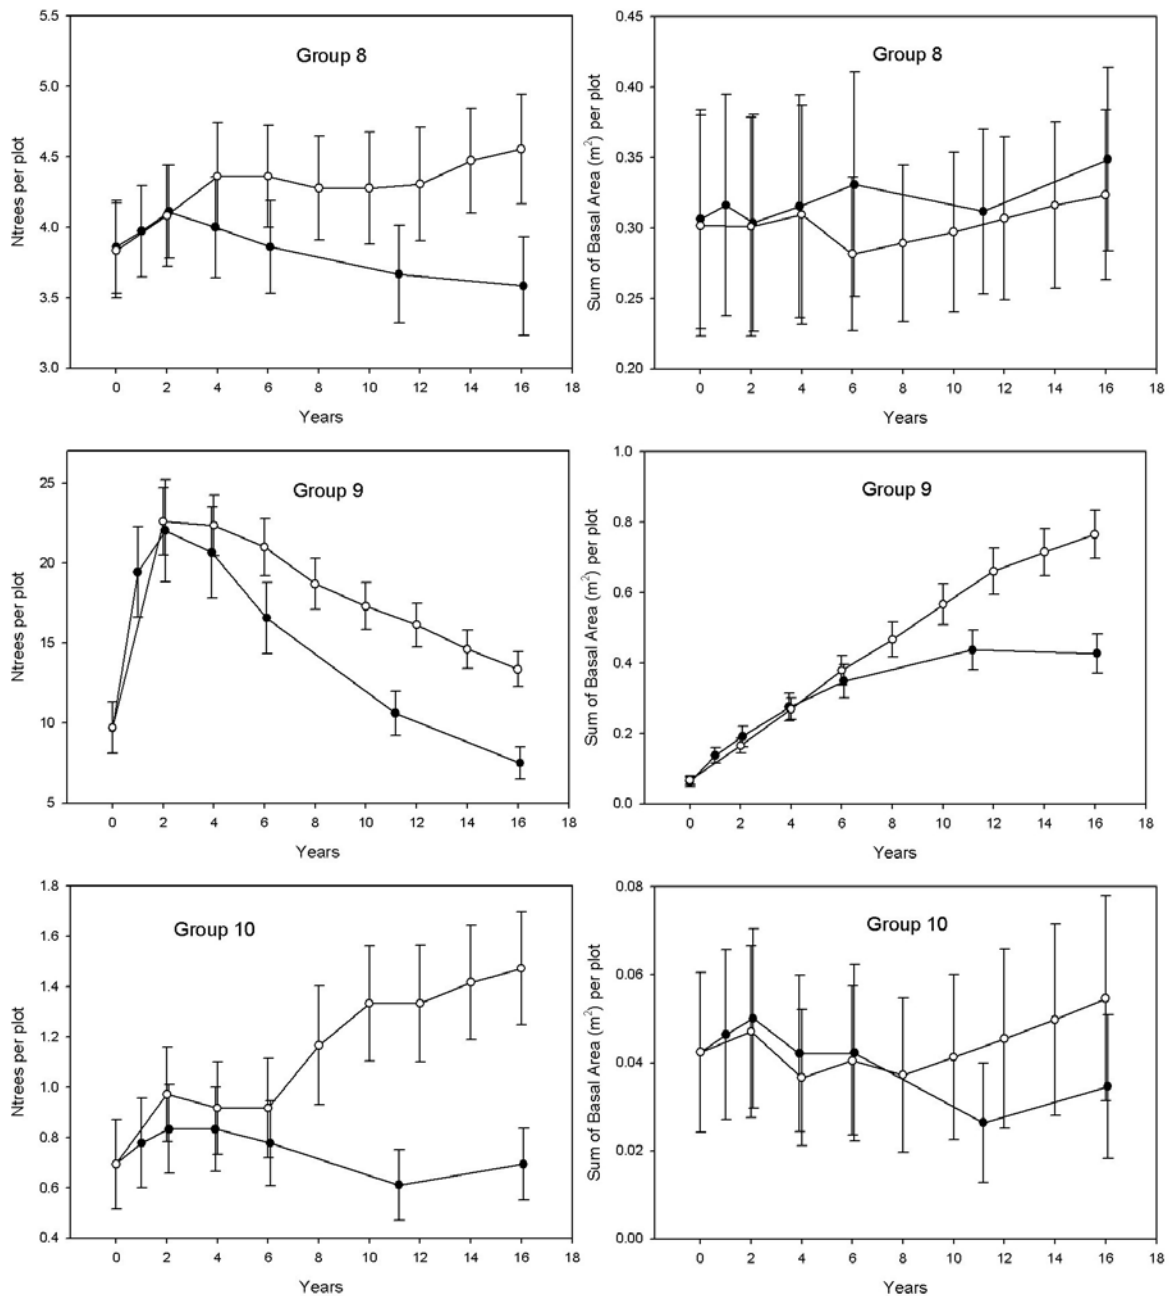 Group 8
Ntrees per plot
5.5
5.0
4.5
4.0
3.5
3.0
0 2 4 6 8 10 12 14 16 18
Years
Group 8
Sum of Basal Area (m²) per plot
0.45
0.40
0.35
0.30
0.25
0.20
0 2 4 6 8 10 12 14 16 18
Years
Group 9
Ntrees per plot
25
20
15
10
5
0 2 4 6 8 10 12 14 16 18
Years
Group 9
Sum of Basal Area (m²) per plot
1.0
0.8
0.6
0.4
0.2
0.0
0 2 4 6 8 10 12 14 16 18
Years
Group 10
Ntrees per plot
1.8
1.6
1.4
1.2
1.0
0.8
0.6
0.4
0 2 4 6 8 10 12 14 16 18
Years
Group 10
Sum of Basal Area (m²) per plot
0.08
0.06
0.04
0.02
0.00
0 2 4 6 8 10 12 14 16 18
Years